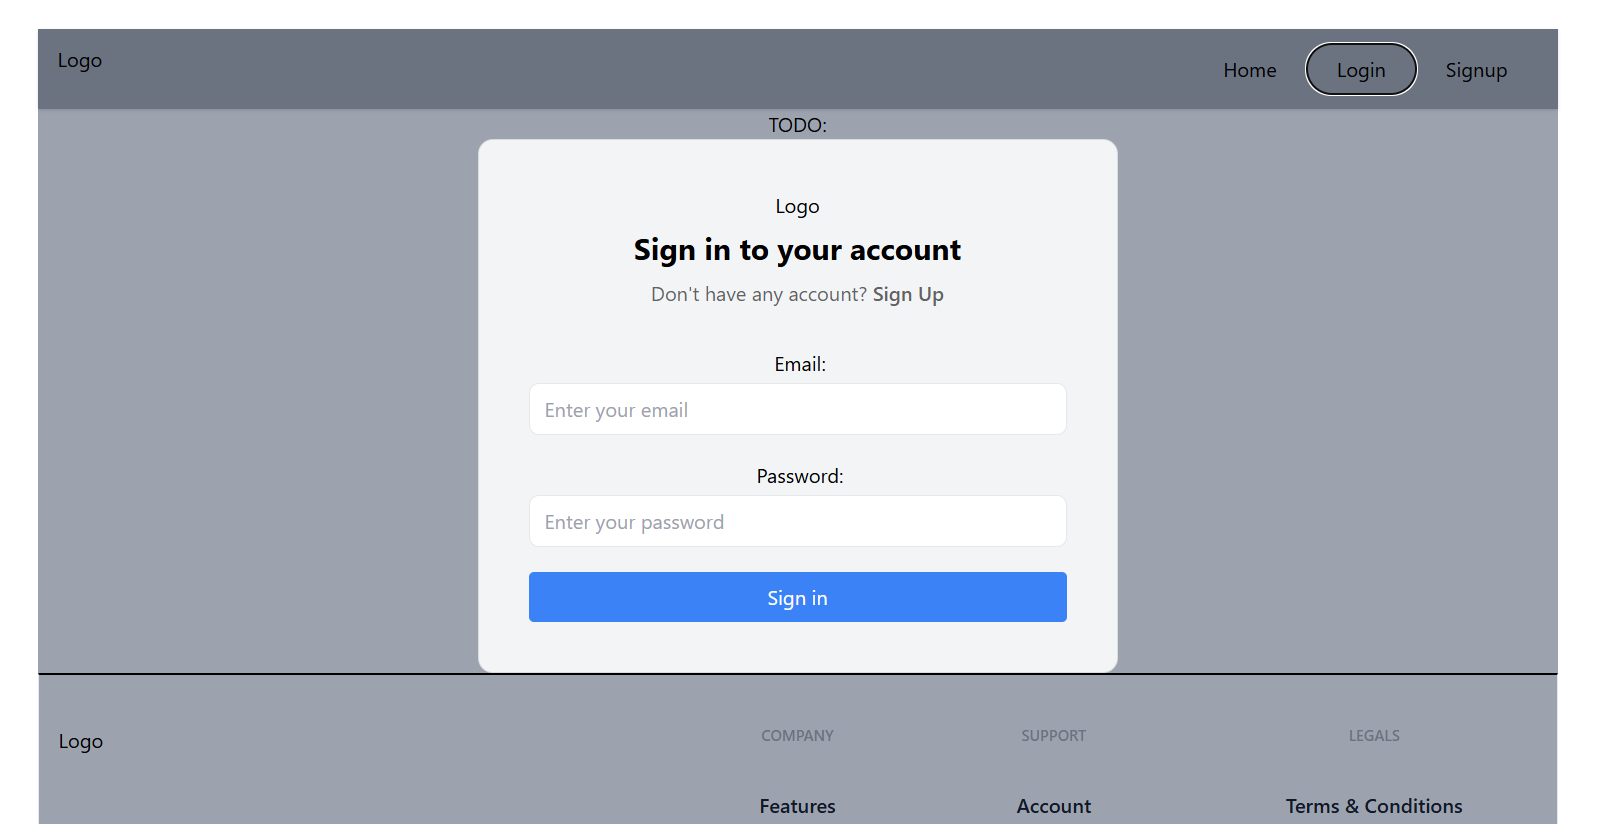 Logo
Home Login Signup
TODO:
Logo
Sign in to your account
Don't have any account? Sign Up
Email:
Enter your email
Password:
Enter your password
Sign in
Logo
COMPANY SUPPORT LEGALS
Features Account Terms & Conditions